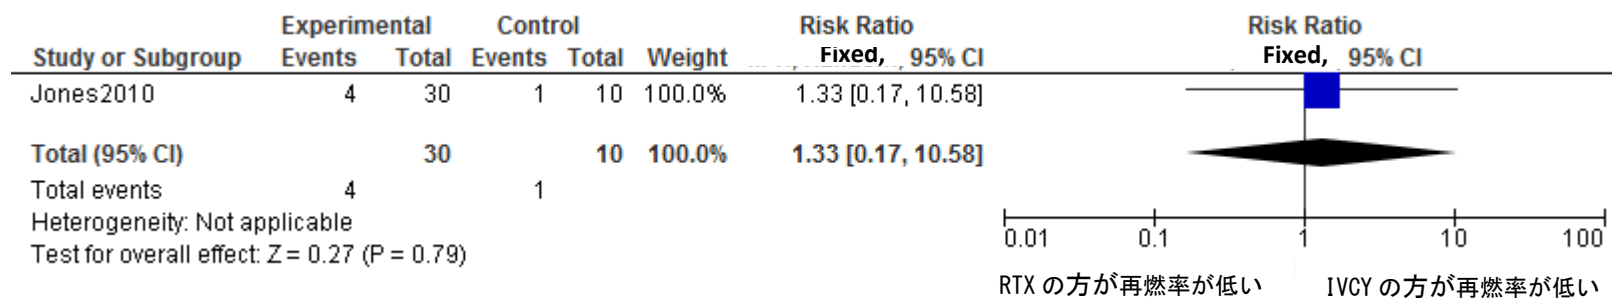 Experimental Control Risk Ratio Risk Ratio
Study or Subgroup Events Total Events Total Weight Fixed, 95% CI Fixed, 95% CI
Jones2010 4 30 1 10 100.0% 1.33 [0.17, 10.58]
Total (95% CI) 30 10 100.0% 1.33 [0.17, 10.58]
Total events 4 1
Heterogeneity: Not applicable
Test for overall effect: Z = 0.27 (P = 0.79)
0.01 0.1 1 10 100
RTX の方が再燃率が低い IVCY の方が再燃率が低い